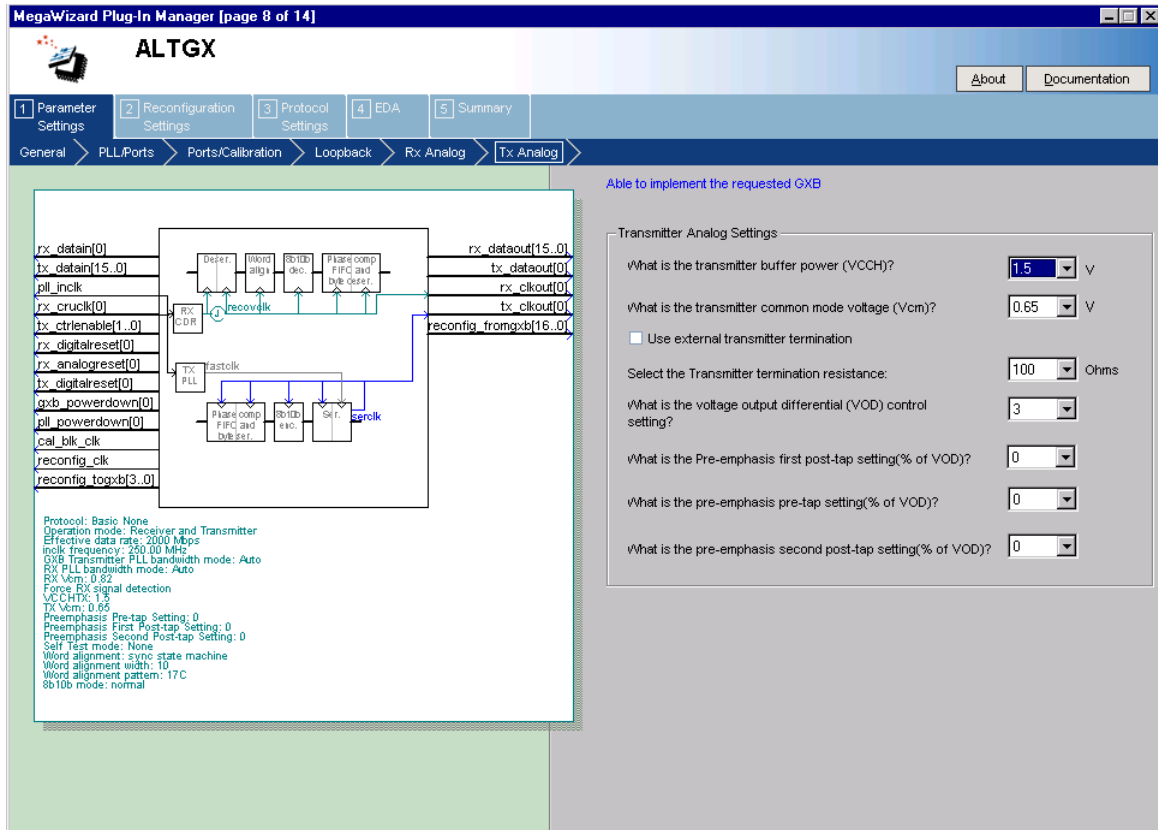 MegaWizard Plug-In Manager [page 8 of 14]
ALTGX
About
Documentation
1 Parameter Settings
2 Reconfiguration Settings
3 Protocol Settings
4 EDA
5 Summary
General
PLL/Ports
Ports/Calibration
Loopback
Rx Analog
Tx Analog
rx_datain[0]
tx_datain[15..0]
pll_inclk
rx_cruclk[0]
tx_ctrlenable[1..0]
rx_digitalreset[0]
rx_analogreset[0]
tx_digitalreset[0]
gxb_powerdown[0]
pll_powerdown[0]
cal_blk_clk
reconfig_clk
reconfig_togxb[3..0]
Deser.
Word
align
8b10b
dec.
Phase comp
FIFO and
byte deser.
RX
CDR
recovclk
TX
PLL
fastclk
Phase comp
FIFO and
byte ser.
8b10b
enc.
Ser.
serclk
rx_dataout[15..0]
tx_dataout[0]
rx_clkout[0]
tx_clkout[0]
reconfig_fromgxb[16..0]
Protocol: Basic None
Operation mode: Receiver and Transmitter
Effective data rate: 2000 Mbps
inclk frequency: 250.00 MHz
GXB Transmitter PLL bandwidth mode: Auto
RX PLL bandwidth mode: Auto
RX Vcm: 0.82
Force RX signal detection
VCCHTX: 1.5
TX Vcm: 0.65
Preemphasis Pre-tap Setting: 0
Preemphasis First Post-tap Setting: 0
Preemphasis Second Post-tap Setting: 0
Self Test mode: None
Word alignment: sync state machine
Word alignment width: 10
Word alignment pattern: 17C
8b10b mode: normal
Able to implement the requested GXB
Transmitter Analog Settings
What is the transmitter buffer power (VCCH)? 1.5 V
What is the transmitter common mode voltage (Vcm)? 0.65 V
Use external transmitter termination
Select the Transmitter termination resistance: 100 Ohms
What is the voltage output differential (VOD) control
setting? 3
What is the Pre-emphasis first post-tap setting(% of VOD)? 0
What is the pre-emphasis pre-tap setting(% of VOD)? 0
What is the pre-emphasis second post-tap setting(% of VOD)? 0